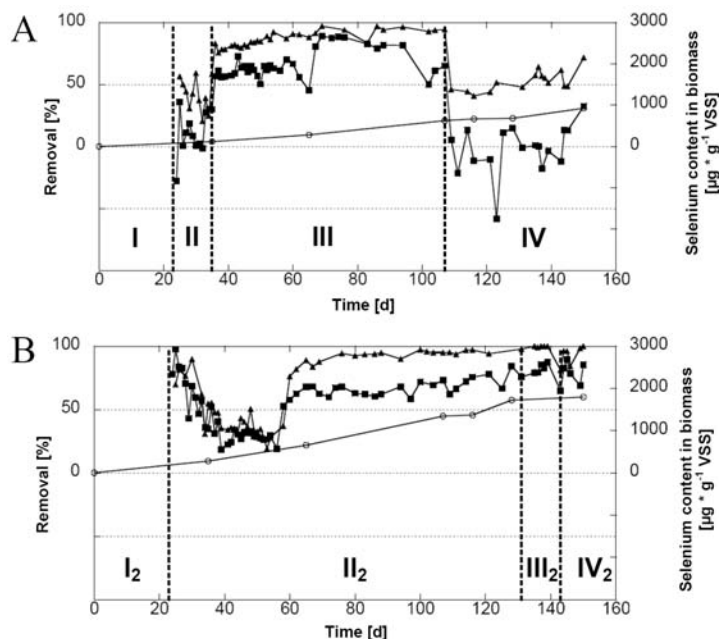 A
100
50
0
Removal [%]
3000
2000
1000
0
Selenium content in biomass
[µg * g⁻¹ VSS]
I
II
III
IV
0
20
40
60
80
100
120
140
160
Time [d]
B
100
50
0
Removal [%]
3000
2000
1000
0
Selenium content in biomass
[µg * g⁻¹ VSS]
I₂
II₂
III₂
IV₂
0
20
40
60
80
100
120
140
160
Time [d]